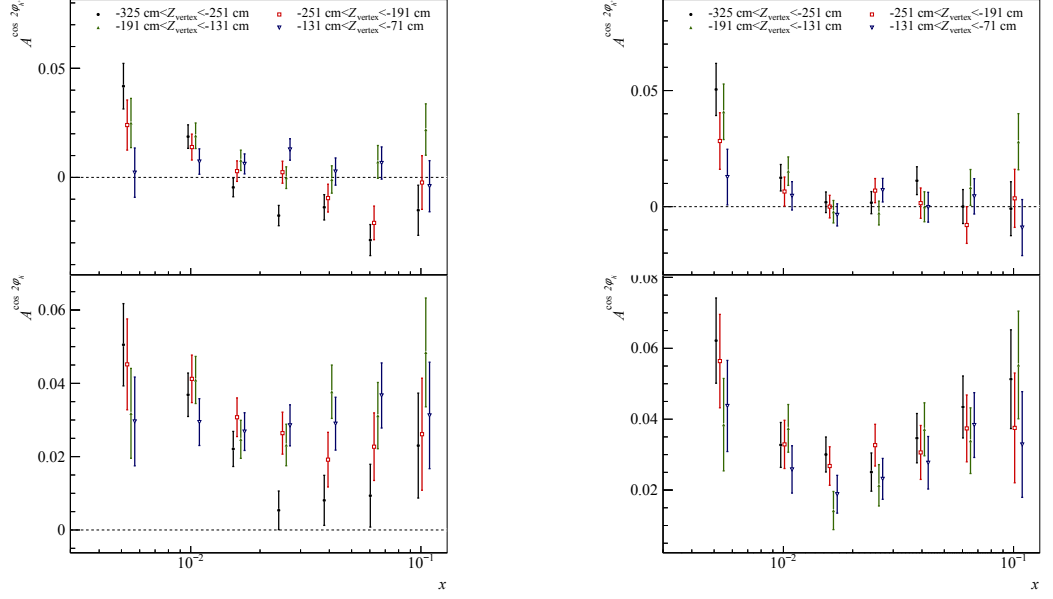 -325 cm<Z_vertex<-251 cm -251 cm<Z_vertex<-191 cm
-191 cm<Z_vertex<-131 cm -131 cm<Z_vertex<-71 cm
A^cos 2φ_h
0.05
0
A^cos 2φ_h
0.06
0.04
0.02
0
10⁻² 10⁻¹
x
-325 cm<Z_vertex<-251 cm -251 cm<Z_vertex<-191 cm
-191 cm<Z_vertex<-131 cm -131 cm<Z_vertex<-71 cm
A^cos 2φ_h
0.05
0
A^cos 2φ_h
0.08
0.06
0.04
0.02
10⁻² 10⁻¹
x